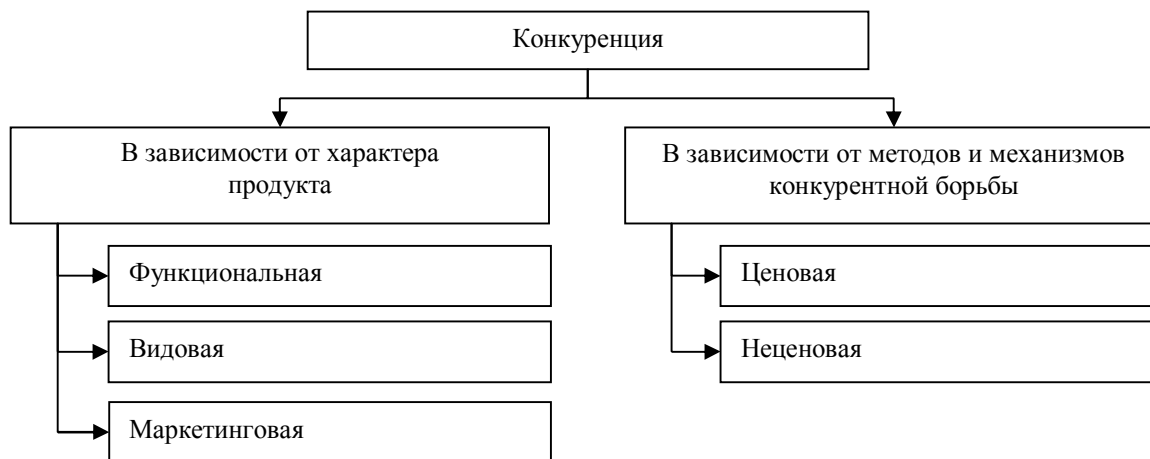 Конкуренция
В зависимости от характера
продукта
Функциональная
Видовая
Маркетинговая
В зависимости от методов и механизмов
конкурентной борьбы
Ценовая
Неценовая